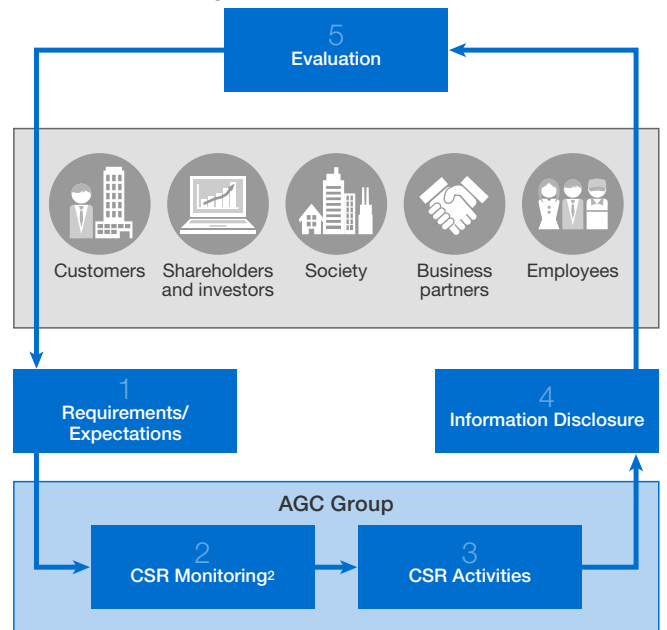 5
Evaluation
Customers
Shareholders
and investors
Society
Business
partners
Employees
1
Requirements/
Expectations
4
Information Disclosure
AGC Group
2
CSR Monitoring2
3
CSR Activities